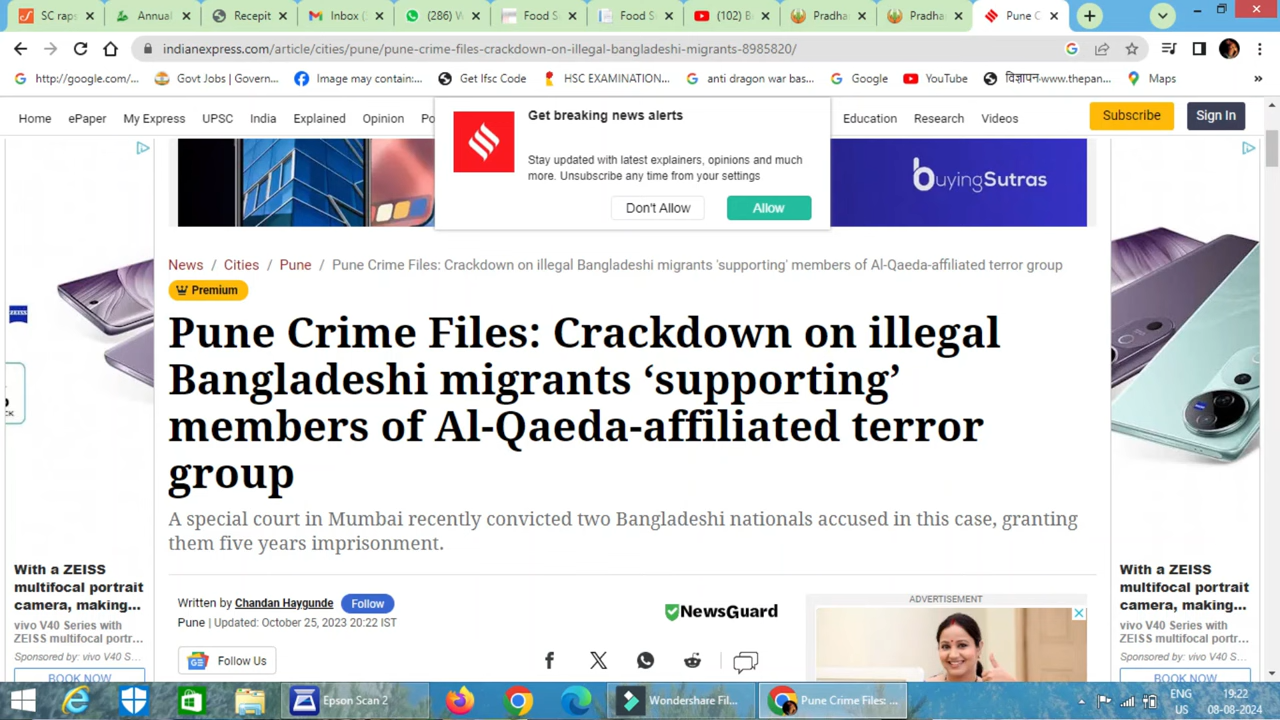 SC raps
Annual
Recepit
Inbox (
(286) W
Food S
Food S
(102) B
Pradha
Pradha
Pune C
indianexpress.com/article/cities/pune/pune-crime-files-crackdown-on-illegal-bangladeshi-migrants-8985820/
http://google.com/...
Govt Jobs | Govern...
Image may contain:...
Get Ifsc Code
HSC EXAMINATION...
anti dragon war bas...
Google
YouTube
विज्ञापन-www.thepan...
Maps
»
Home
ePaper
My Express
UPSC
India
Explained
Opinion
Po
Education
Research
Videos
Subscribe
Sign In
Get breaking news alerts
Stay updated with latest explainers, opinions and much
more. Unsubscribe any time from your settings
Don't Allow
Allow
buyingSutras
News / Cities / Pune / Pune Crime Files: Crackdown on illegal Bangladeshi migrants 'supporting' members of Al-Qaeda-affiliated terror group
Premium
Pune Crime Files: Crackdown on illegal
Bangladeshi migrants ‘supporting’
members of Al-Qaeda-affiliated terror
group
A special court in Mumbai recently convicted two Bangladeshi nationals accused in this case, granting
them five years imprisonment.
Written by Chandan Haygunde
Follow
Pune | Updated: October 25, 2023 20:22 IST
NewsGuard
Follow Us
ADVERTISEMENT
ZEISS
With a ZEISS
multifocal portrait
camera, making...
vivo V40 Series with
ZEISS multifocal portr...
Sponsored by: vivo V40 S...
BOOK NOW
With a ZEISS
multifocal portrait
camera, making...
vivo V40 Series with
ZEISS multifocal portr...
Sponsored by: vivo V40 S...
BOOK NOW
Epson Scan 2
Wondershare Fil...
Pune Crime Files: ...
ENG
US
19:22
08-08-2024